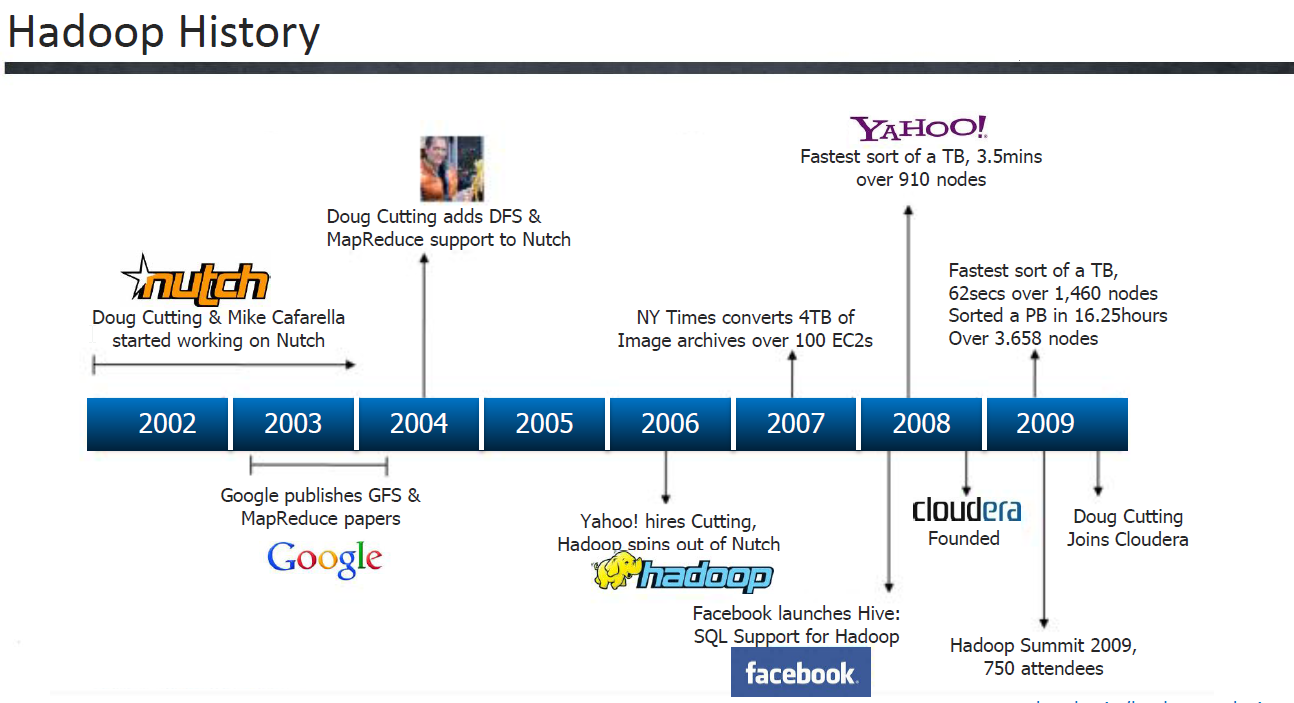 Hadoop History
YAHOO!
Fastest sort of a TB, 3.5mins
over 910 nodes
Doug Cutting adds DFS &
MapReduce support to Nutch
nutch
Doug Cutting & Mike Cafarella
started working on Nutch
NY Times converts 4TB of
Image archives over 100 EC2s
Fastest sort of a TB,
62secs over 1,460 nodes
Sorted a PB in 16.25hours
Over 3.658 nodes
2002
2003
2004
2005
2006
2007
2008
2009
Google publishes GFS &
MapReduce papers
Google
Yahoo! hires Cutting,
Hadoop spins out of Nutch
hadoop
Facebook launches Hive:
SQL Support for Hadoop
facebook.
cloudera
Founded
Hadoop Summit 2009,
750 attendees
Doug Cutting
Joins Cloudera